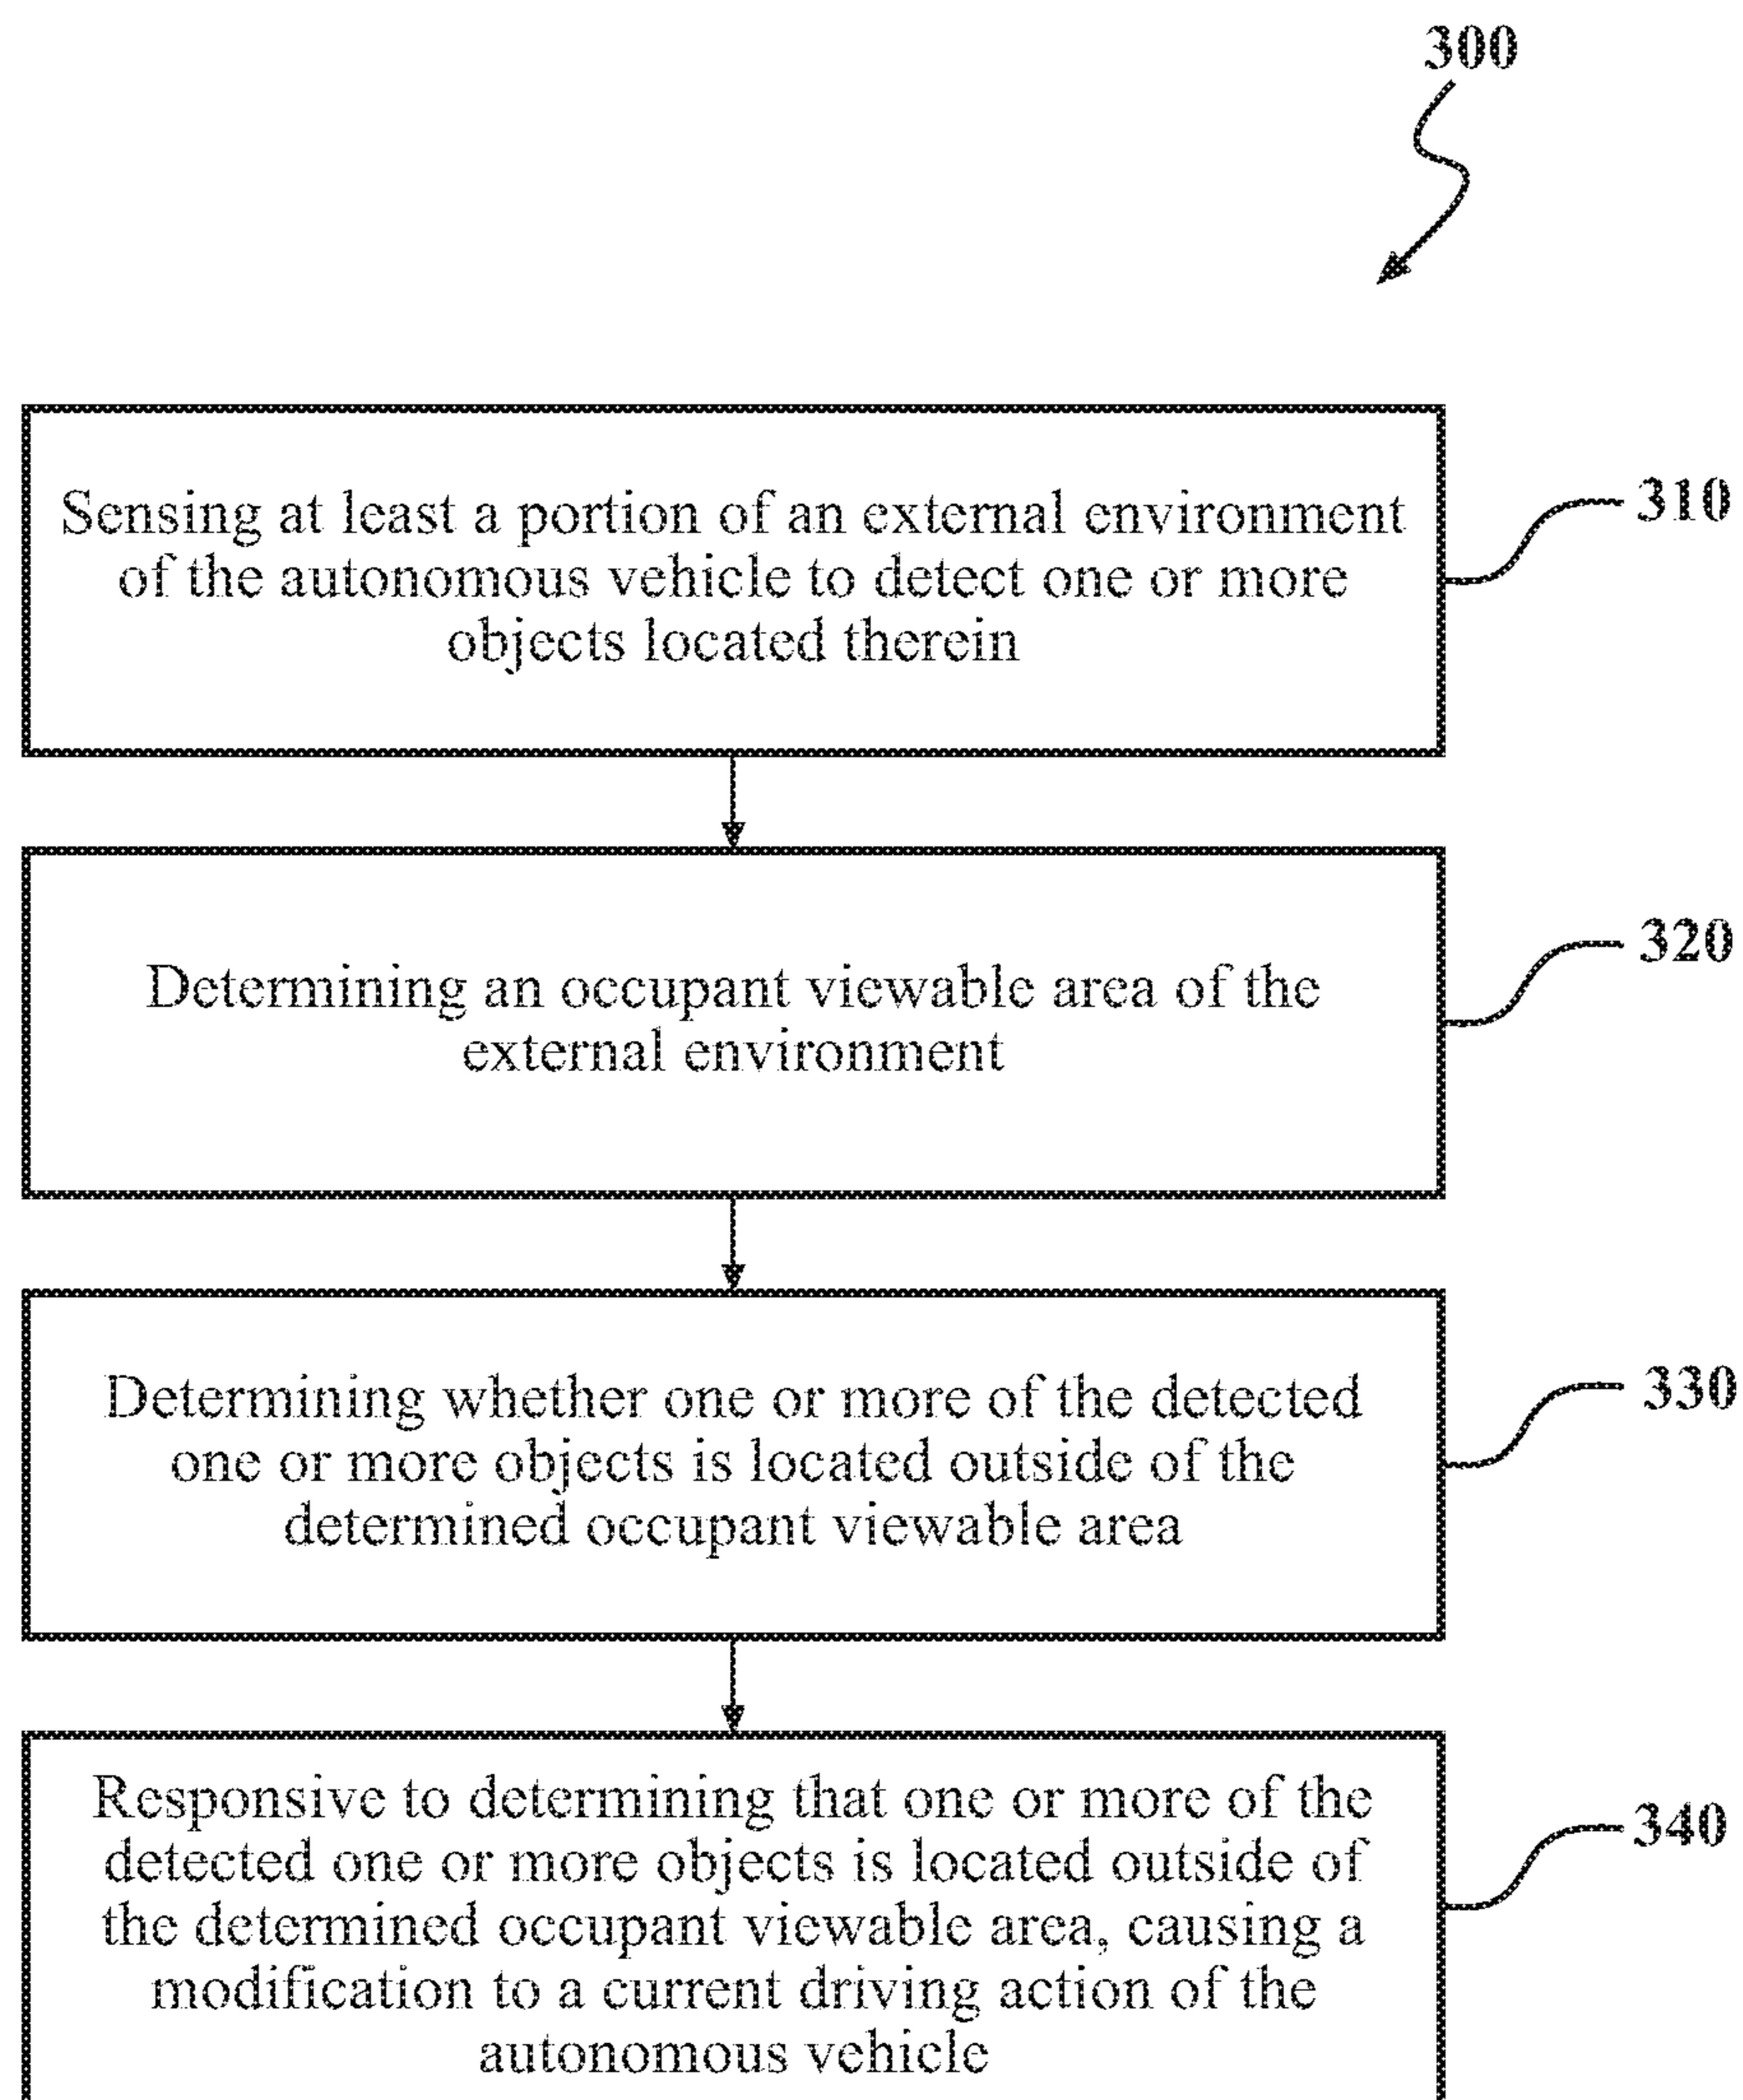 300
Sensing at least a portion of an external environment
of the autonomous vehicle to detect one or more
objects located therein
310
Determining an occupant viewable area of the
external environment
320
Determining whether one or more of the detected
one or more objects is located outside of the
determined occupant viewable area
330
Responsive to determining that one or more of the
detected one or more objects is located outside of
the determined occupant viewable area, causing a
modification to a current driving action of the
autonomous vehicle
340